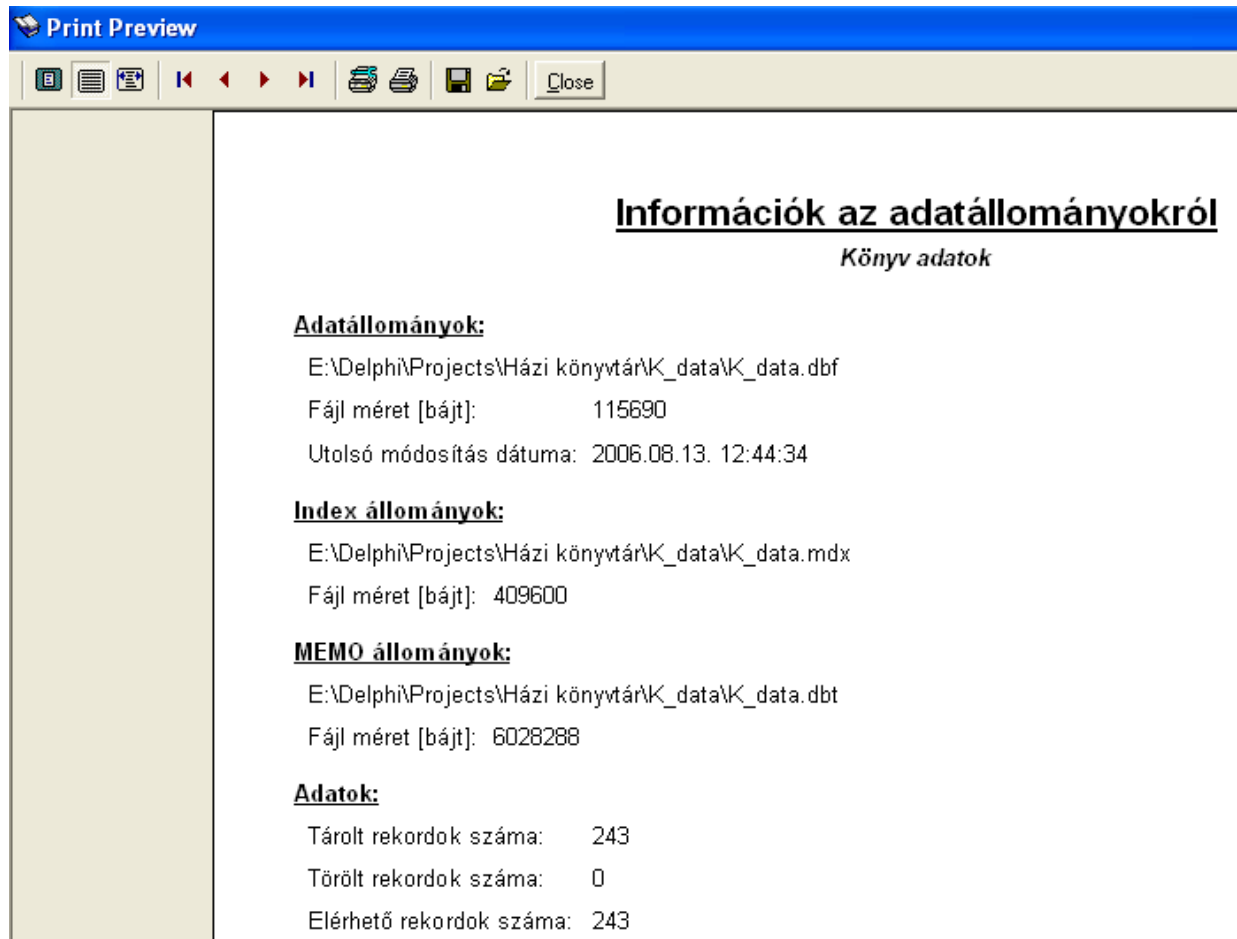 Print Preview
Close
Információk az adatállományokról
Könyv adatok
Adatállományok:
E:\Delphi\Projects\Házi könyvtár\K_data\K_data.dbf
Fájl méret [bájt]: 115690
Utolsó módosítás dátuma: 2006.08.13. 12:44:34
Index állományok:
E:\Delphi\Projects\Házi könyvtár\K_data\K_data.mdx
Fájl méret [bájt]: 409600
MEMO állományok:
E:\Delphi\Projects\Házi könyvtár\K_data\K_data.dbt
Fájl méret [bájt]: 6028288
Adatok:
Tárolt rekordok száma: 243
Törölt rekordok száma: 0
Elérhető rekordok száma: 243